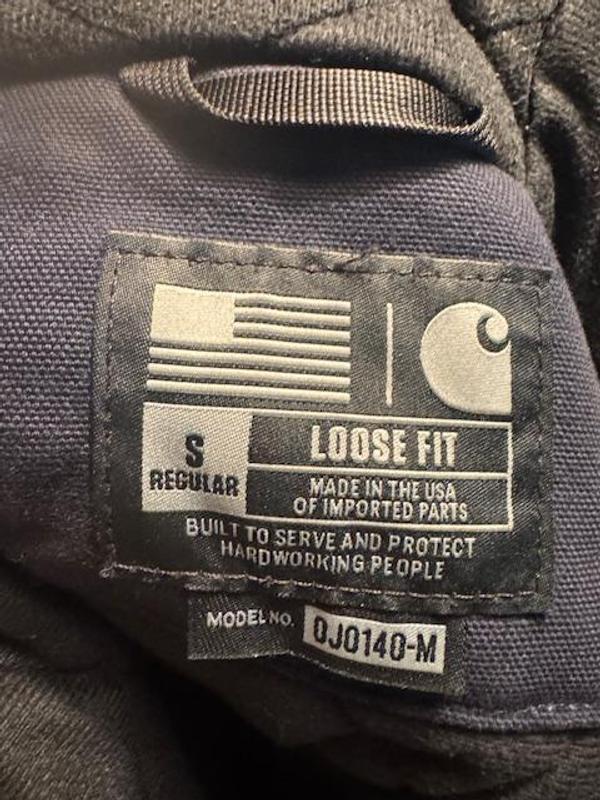 S
REGULAR
LOOSE FIT
MADE IN THE USA
OF IMPORTED PARTS
BUILT TO SERVE AND PROTECT
HARDWORKING PEOPLE
MODEL NO. 0J0140-M